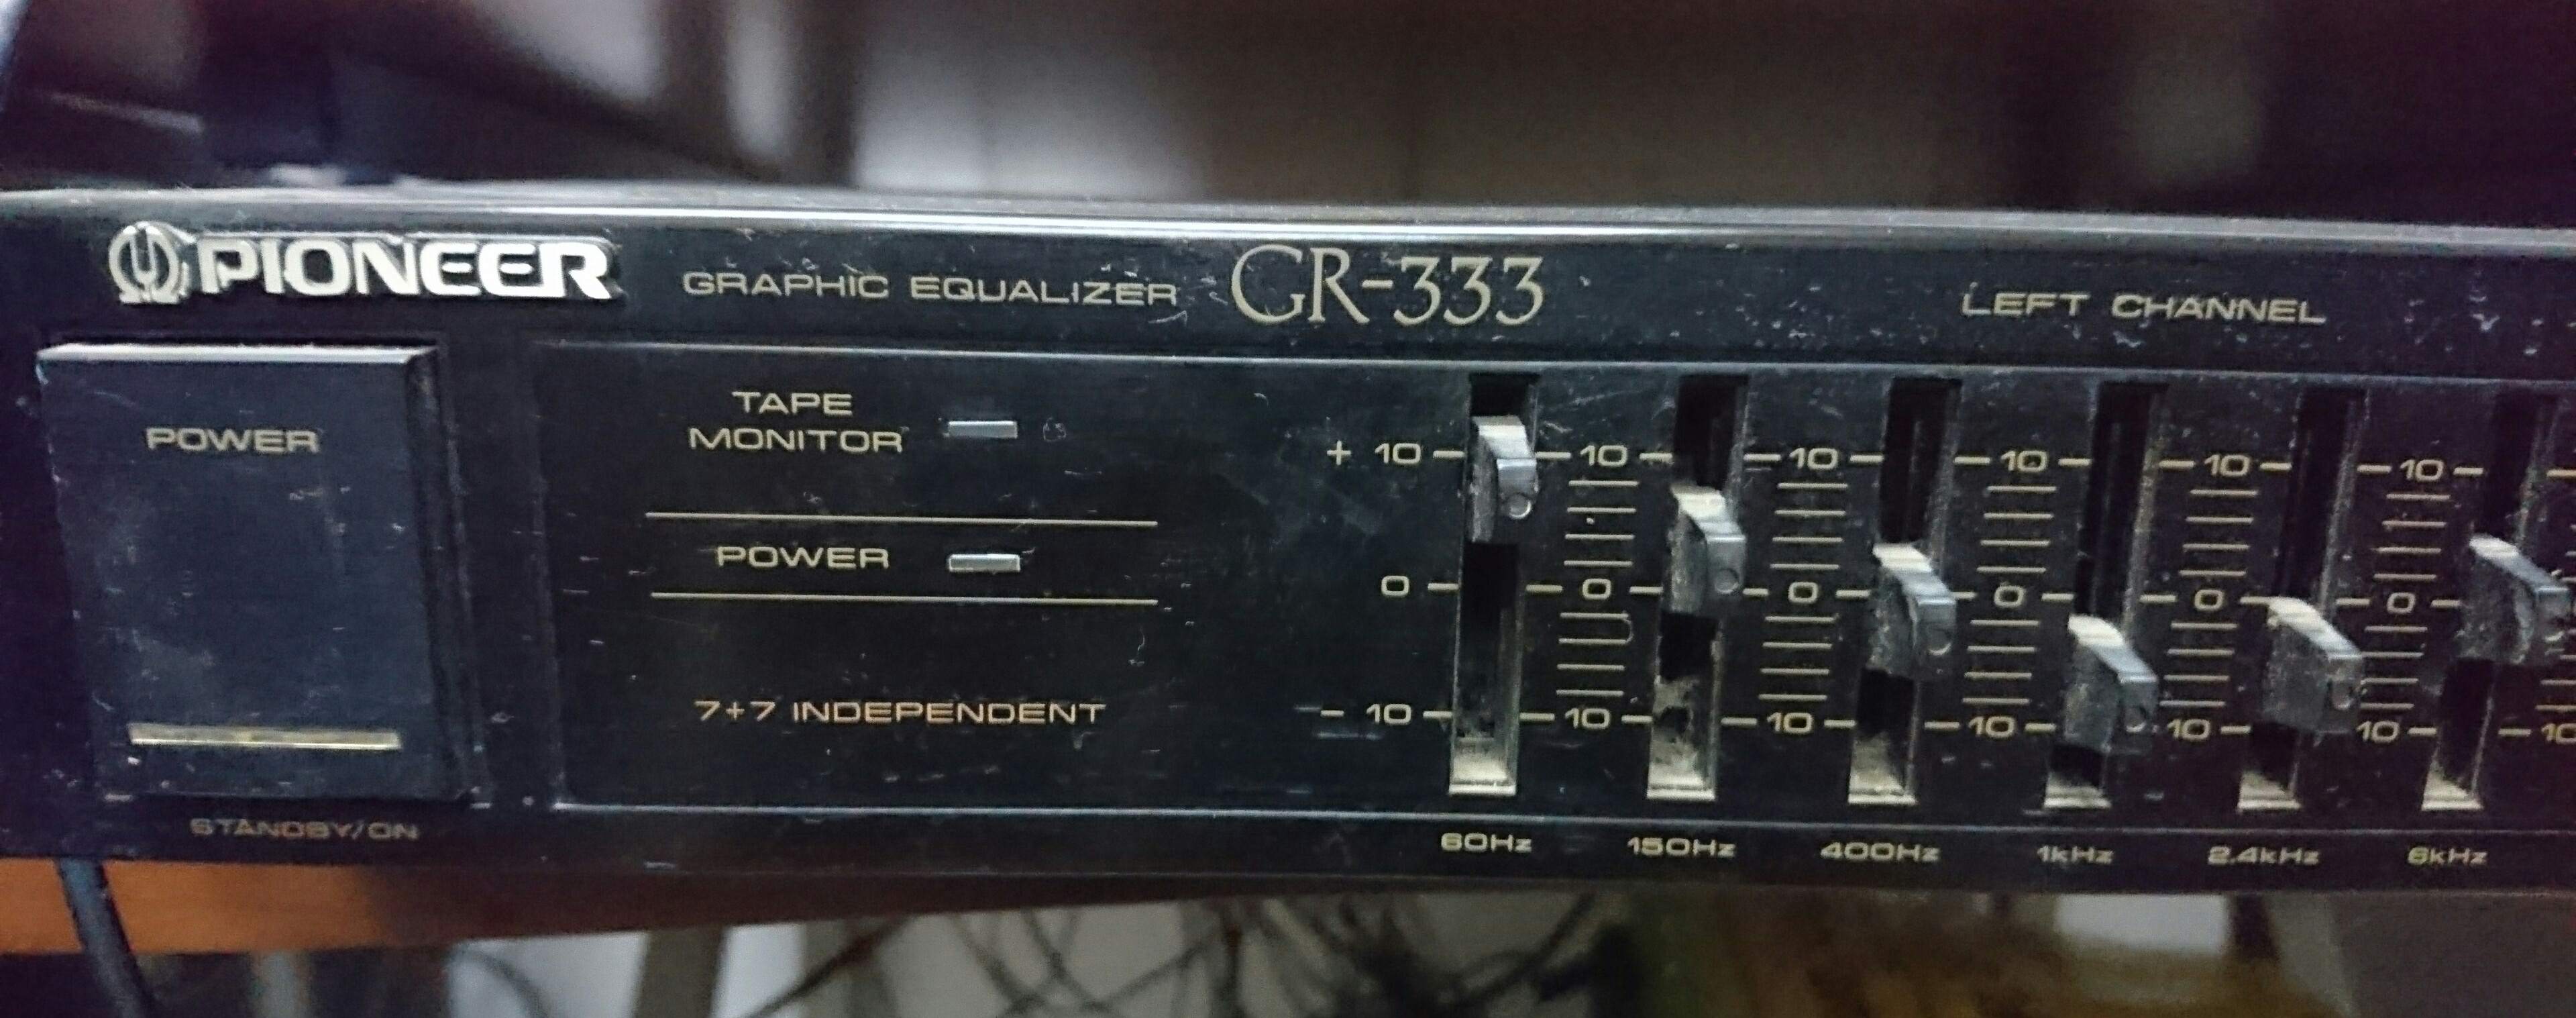 PIONEER GRAPHIC EQUALIZER GR-333 LEFT CHANNEL
POWER
STANDBY/ON
TAPE
MONITOR
POWER
7+7 INDEPENDENT
+ 10 10 10 10 10 10
0 0 0 0 0 0
- 10 10 10 10 10 10 10
60Hz 150Hz 400Hz 1kHz 2.4kHz 6kHz